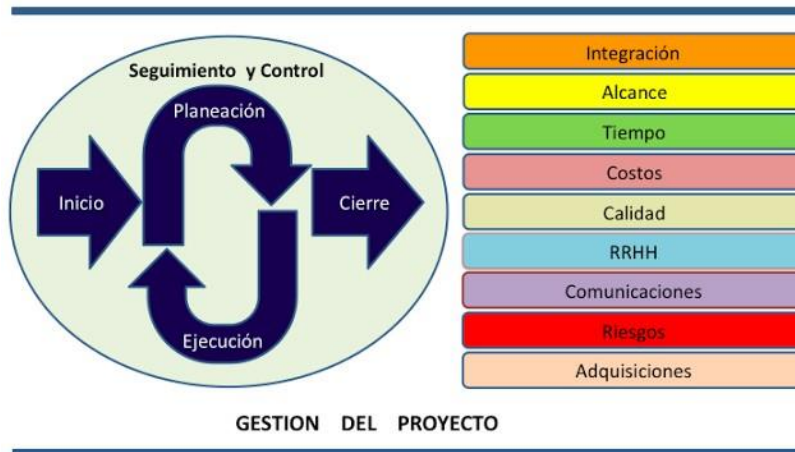 Seguimiento y Control
Planeación
Inicio
Cierre
Ejecución
Integración
Alcance
Tiempo
Costos
Calidad
RRHH
Comunicaciones
Riesgos
Adquisiciones
GESTION DEL PROYECTO